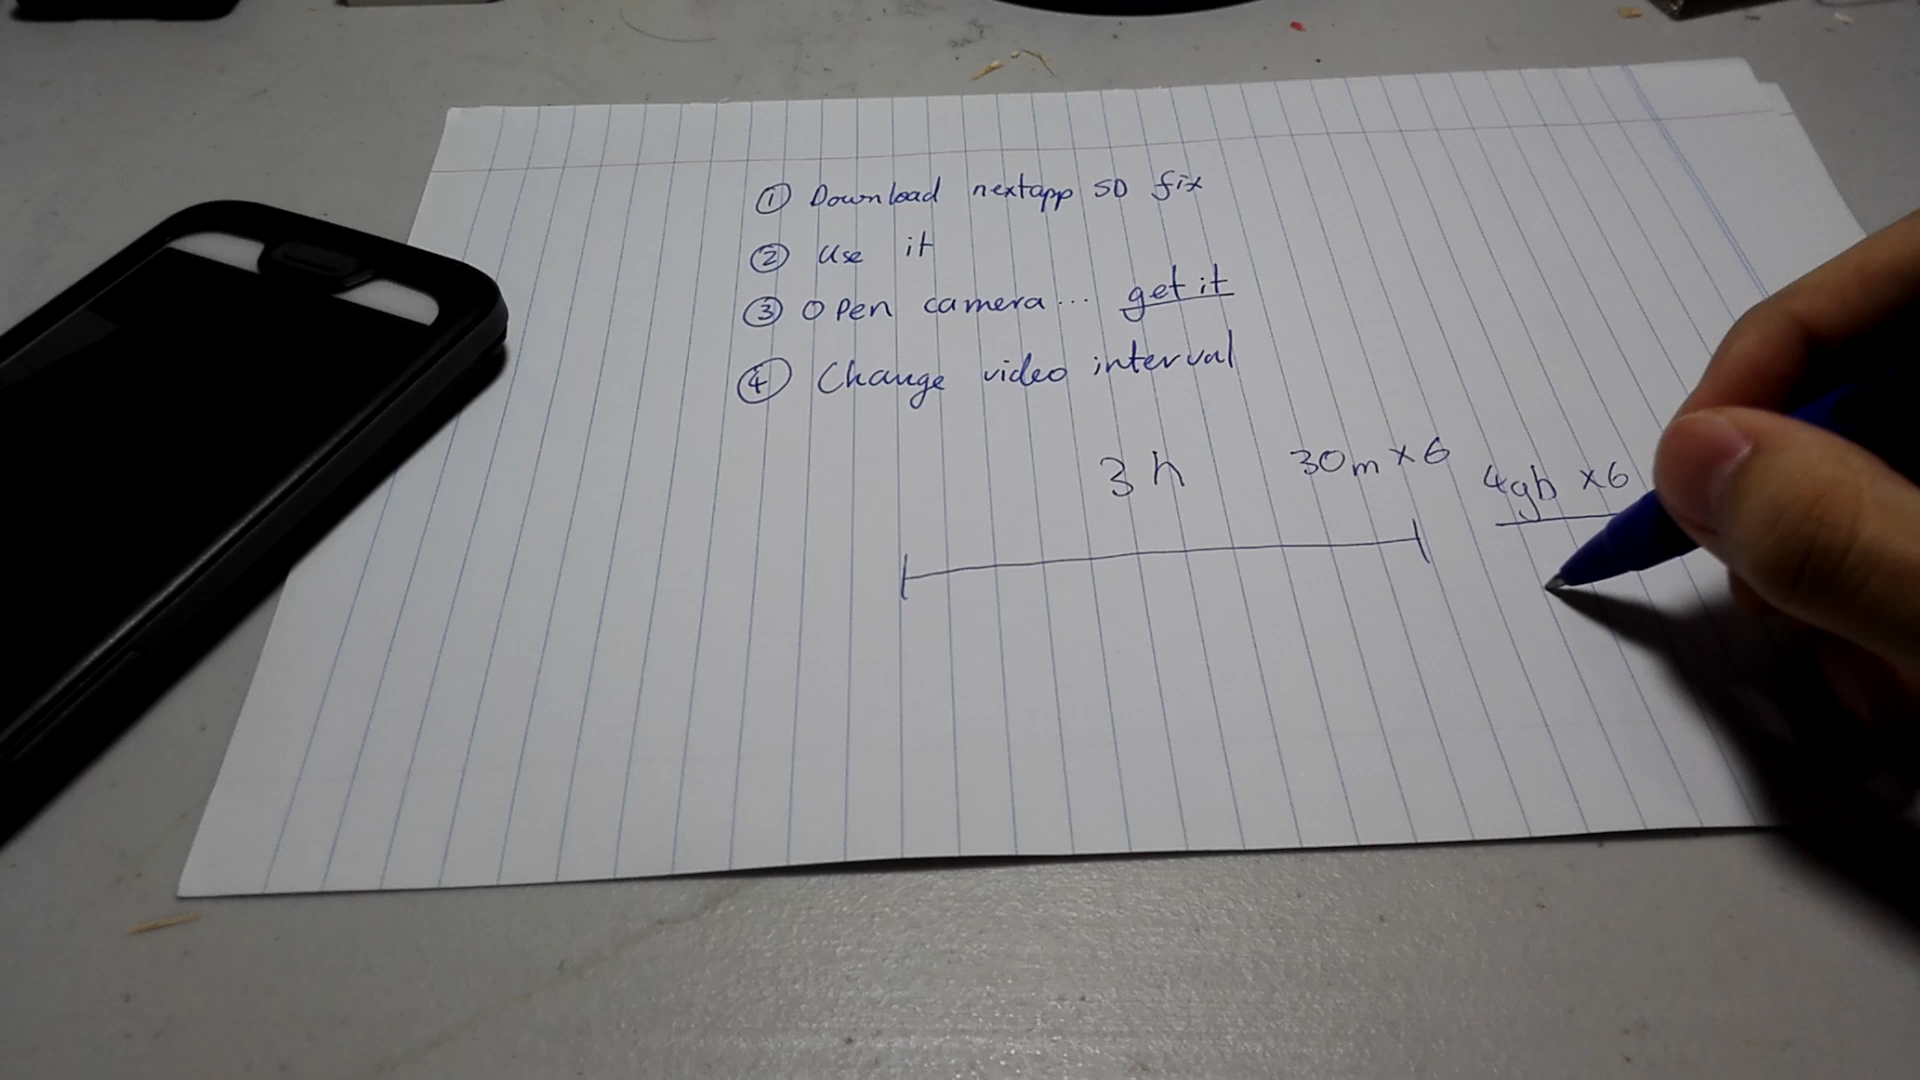 ① Download nextapp SD fix
② Use it
③ Open camera... get it
④ Change video interval
3 h 30m x 6 4gb x 6